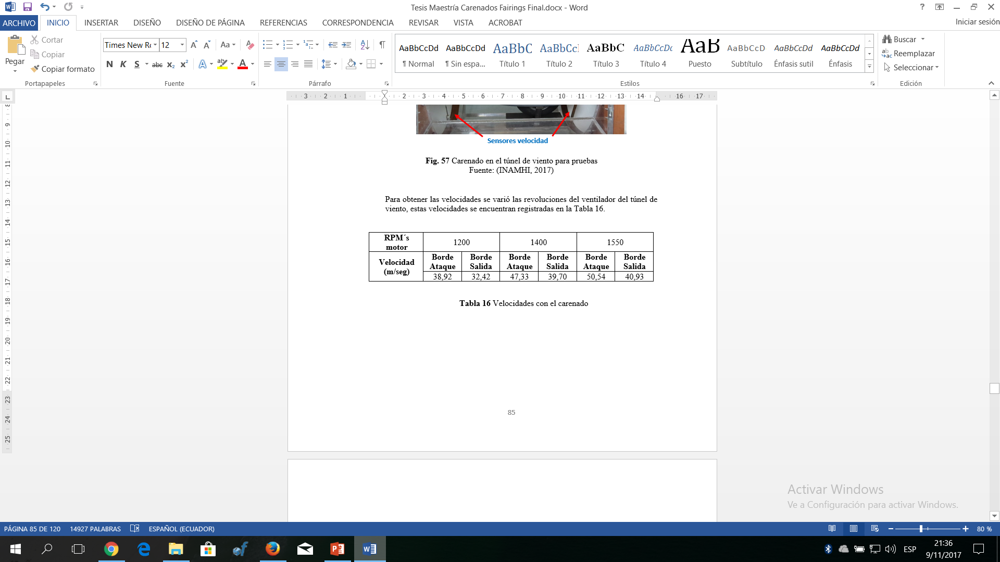 Tesis Maestría Carenados Fairings Final.docx - Word
ARCHIVO INICIO INSERTAR DISEÑO DISEÑO DE PÁGINA REFERENCIAS CORRESPONDENCIA REVISAR VISTA ACROBAT Iniciar sesión
Pegar
Cortar
Copiar
Copiar formato
Portapapeles
Times New Ro 12
N K S abc x₂ x²
Fuente
Párrafo
AaBbCcDd AaBbCcDd AaBbC AaBbCc AaBbC AaBbCcDc AaB AaBbCcD AaBbCcDd AaBbCcDd
¶ Normal ¶ Sin espa... Título 1 Título 2 Título 3 Título 4 Puesto Subtítulo Énfasis sutil Énfasis
Estilos
Buscar
Reemplazar
Seleccionar
Edición
3 2 1 2 3 4 5 6 7 8 9 10 11 12 13 14 16 17
9
10
11
12
13
14
15
16
17
18
19
20
21
22
23
24
25
Sensores velocidad
Fig. 57 Carenado en el túnel de viento para pruebas
Fuente: (INAMHI, 2017)
Para obtener las velocidades se varió las revoluciones del ventilador del túnel de
viento, estas velocidades se encuentran registradas en la Tabla 16.
RPM´s motor 1200 1400 1550
Velocidad (m/seg) Borde Ataque Borde Salida Borde Ataque Borde Salida Borde Ataque Borde Salida
38,92 32,42 47,33 39,70 50,54 40,93
Tabla 16 Velocidades con el carenado
85
Activar Windows
Ve a Configuración para activar Windows.
PÁGINA 85 DE 120 14927 PALABRAS ESPAÑOL (ECUADOR) 80 %
ESP
21:36
9/11/2017